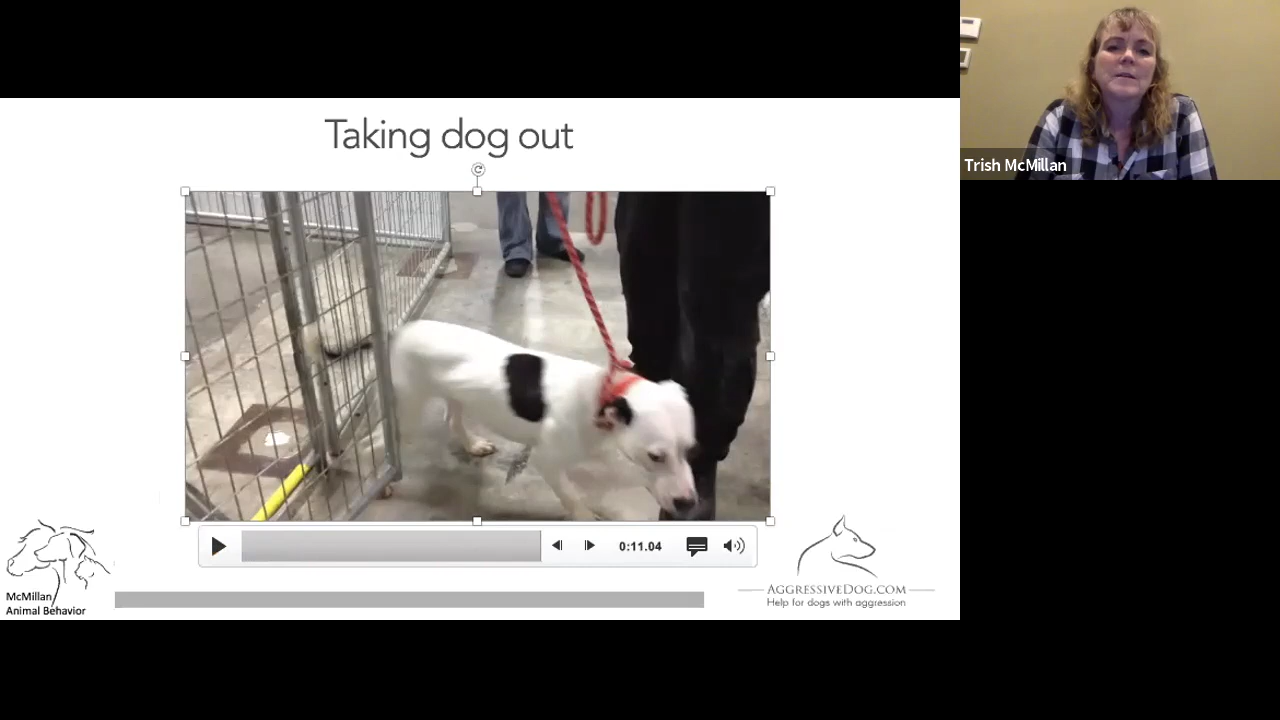 Taking dog out
Trish McMillan
0:11.04
McMillan
Animal Behavior
AGGRESSIVEDOG.COM
Help for dogs with aggression